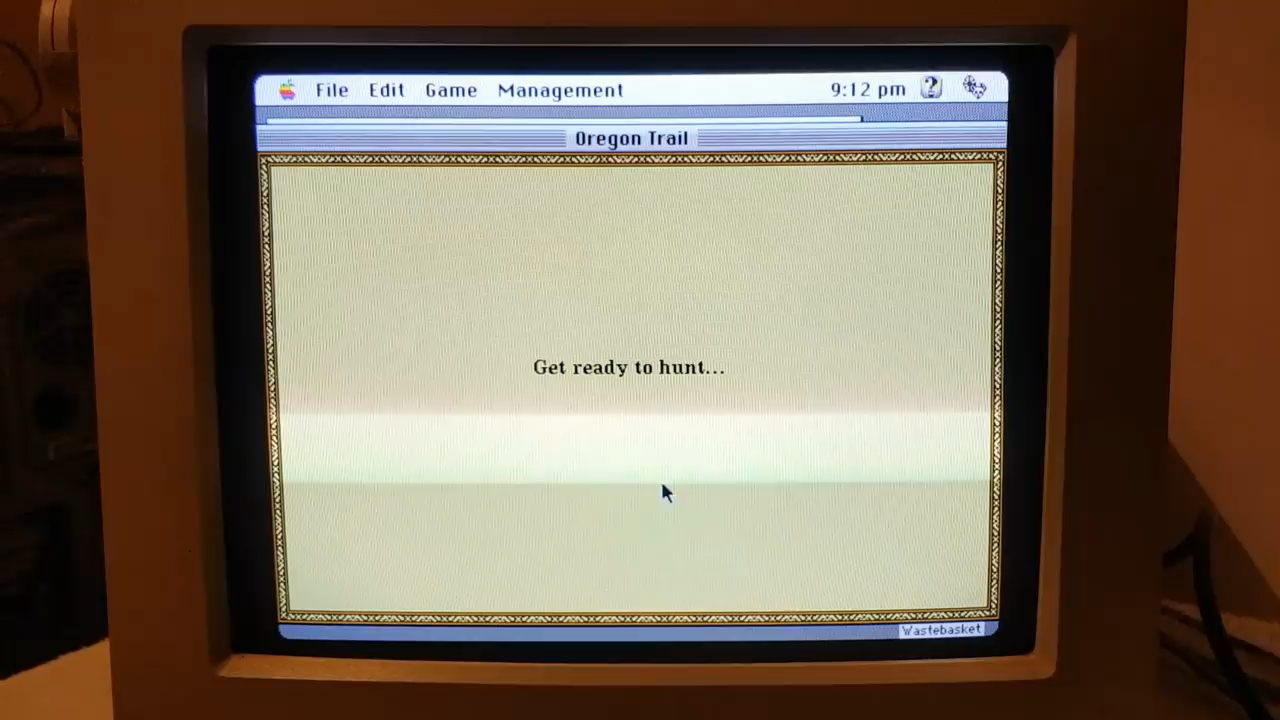 File Edit Game Management 9:12 pm
Oregon Trail
Get ready to hunt...
Wastebasket